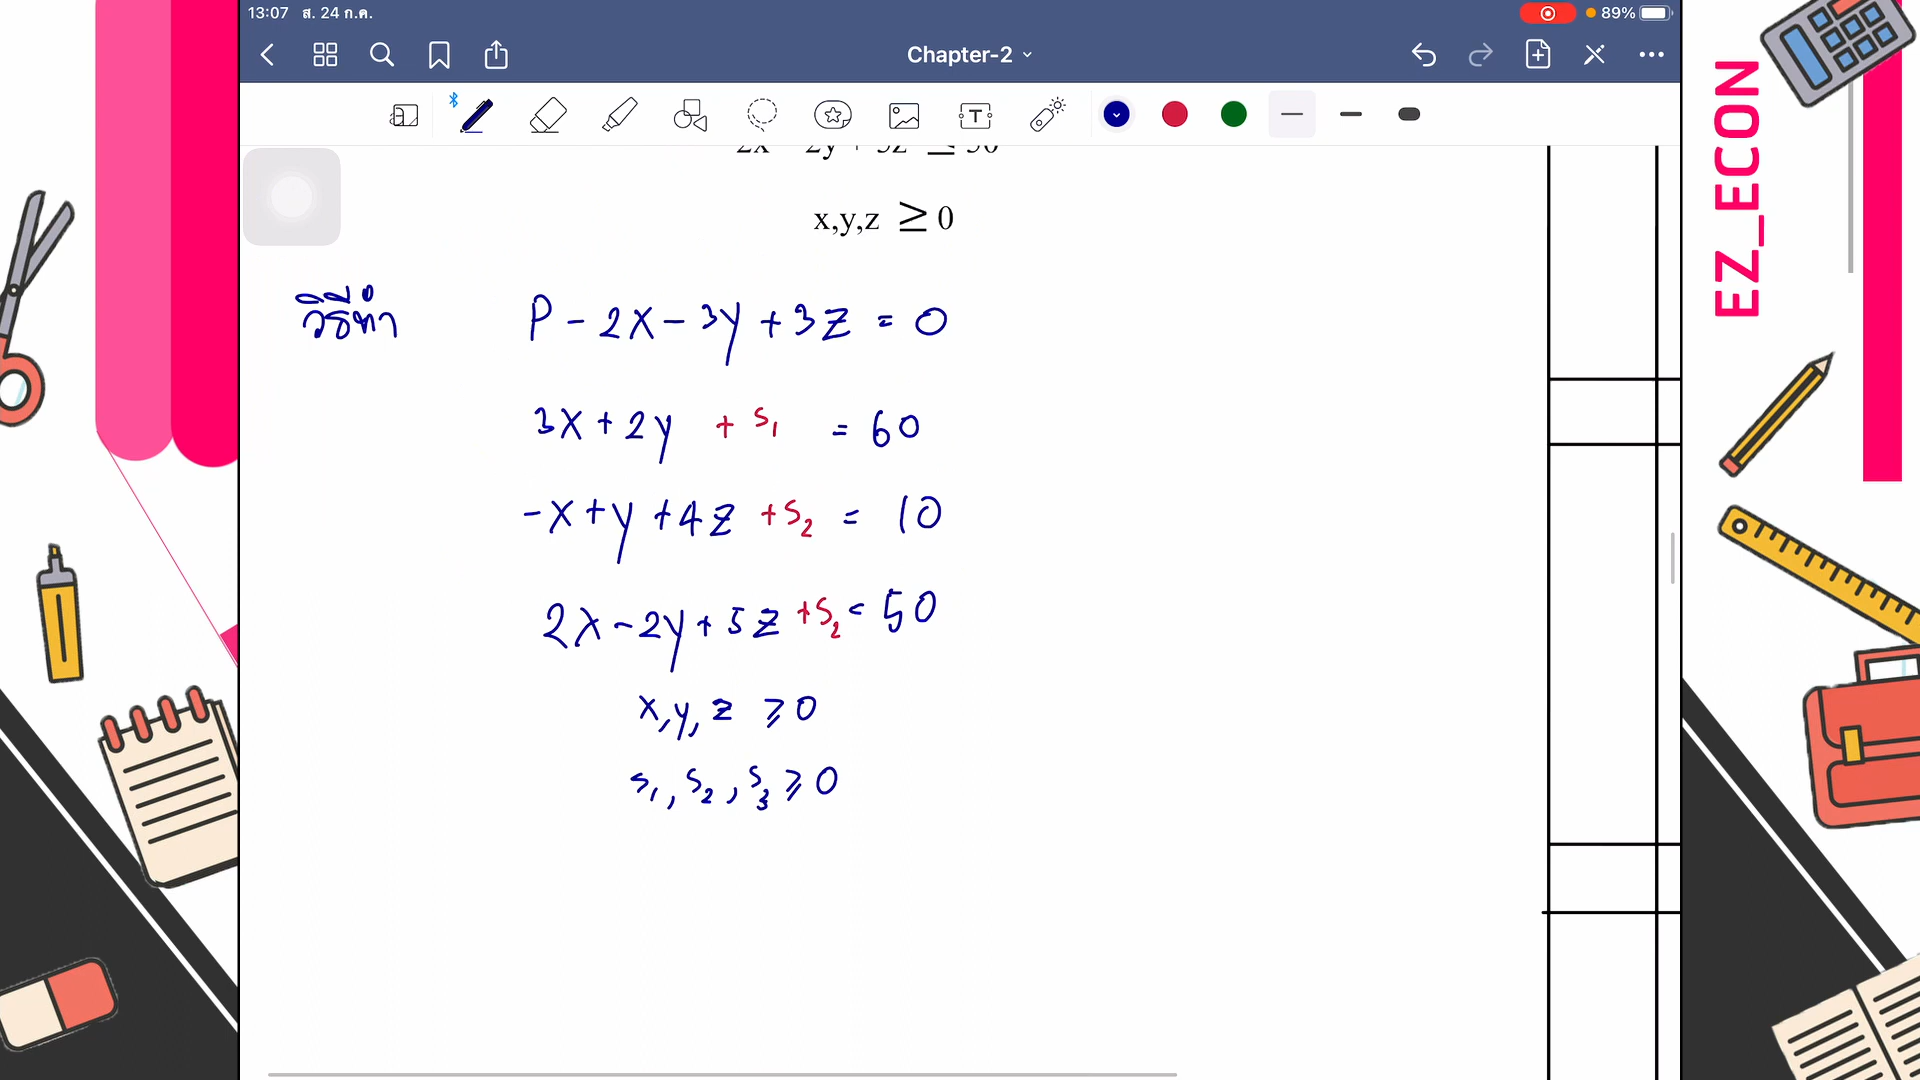 13:07 ส. 24 ก.ค.
89%
Chapter-2
x,y,z ≥ 0
วิธีทำ
P - 2x - 3y + 3z = 0
3x + 2y + s₁ = 60
-x + y + 4z + s₂ = 10
2x - 2y + 5z + s₂ = 50
x, y, z ≥ 0
s₁, s₂, s₃ ≥ 0
EZ_ECON